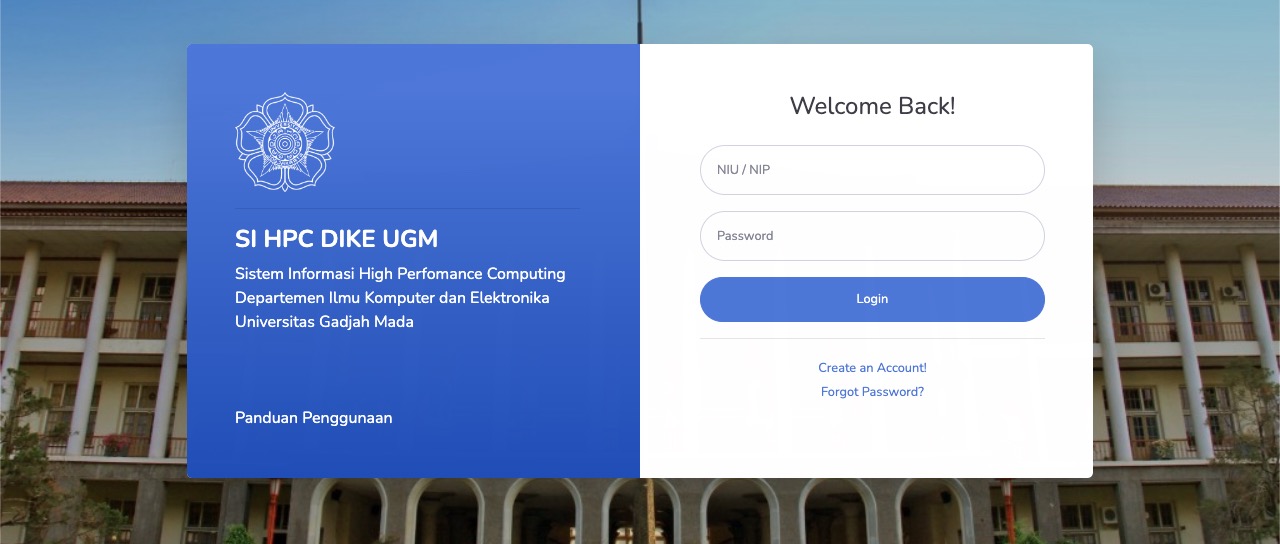 SI HPC DIKE UGM
Sistem Informasi High Perfomance Computing
Departemen Ilmu Komputer dan Elektronika
Universitas Gadjah Mada
Panduan Penggunaan
Welcome Back!
NIU / NIP
Password
Login
Create an Account!
Forgot Password?